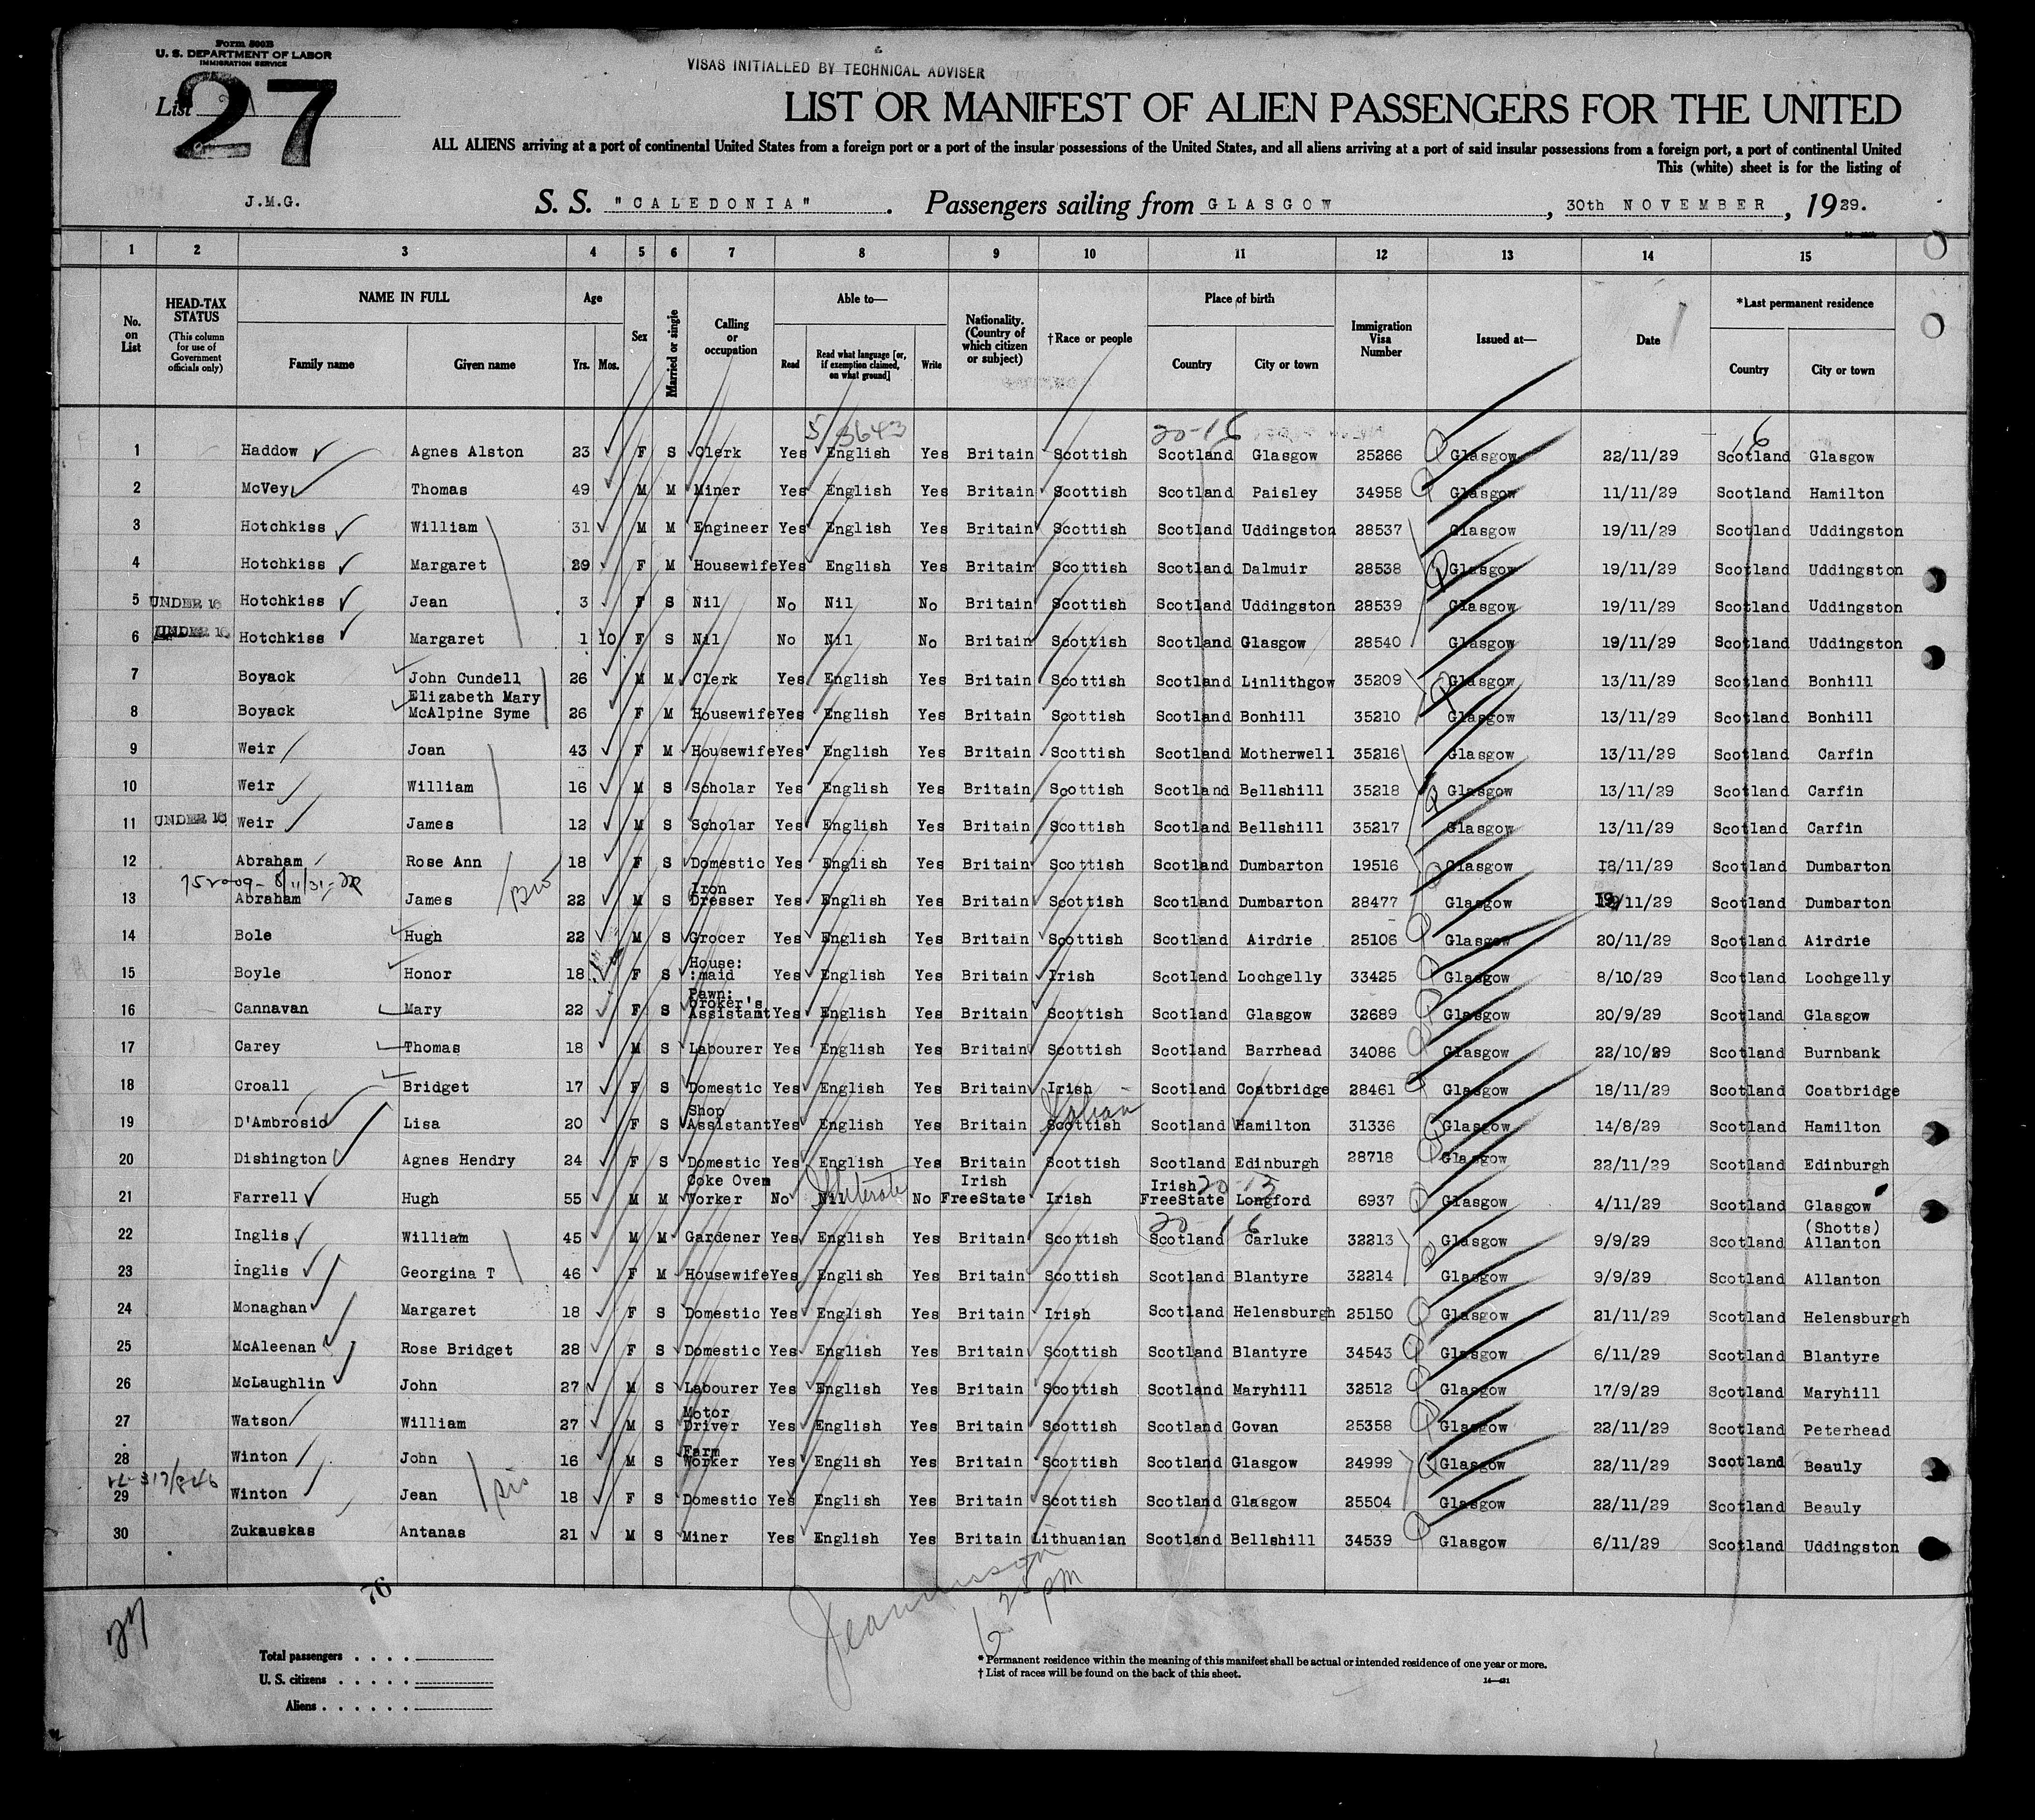 Form 500B
U. S. DEPARTMENT OF LABOR
IMMIGRATION SERVICE
VISAS INITIALLED BY TECHNICAL ADVISER
List 27
LIST OR MANIFEST OF ALIEN PASSENGERS FOR THE UNITED
ALL ALIENS arriving at a port of continental United States from a foreign port or a port of the insular possessions of the United States, and all aliens arriving at a port of said insular possessions from a foreign port, a port of continental United
This (white) sheet is for the listing of
J.M.G. S. S. "CALEDONIA". Passengers sailing from GLASGOW, 30th NOVEMBER, 1929.
1 2 3 4 5 6 7 8 9 10 11 12 13 14 15
No. on List HEAD-TAX STATUS (This column for use of Government officials only) NAME IN FULL Family name Given name Age Yrs. Mos. Sex Married or single Calling or occupation Able to— Read Read what language [or, if exemption claimed, on what ground] Write Nationality. (Country of which citizen or subject) †Race or people Place of birth Country City or town Immigration Visa Number Issued at— Date *Last permanent residence Country City or town
5/3643 20-16 6
1 Haddow Agnes Alston 23 F S Clerk Yes English Yes Britain Scottish Scotland Glasgow 25266 Glasgow 22/11/29 Scotland Glasgow
2 McVey Thomas 49 M M Miner Yes English Yes Britain Scottish Scotland Paisley 34958 Glasgow 11/11/29 Scotland Hamilton
3 Hotchkiss William 31 M M Engineer Yes English Yes Britain Scottish Scotland Uddingston 28537 Glasgow 19/11/29 Scotland Uddingston
4 Hotchkiss Margaret 29 F M Housewife Yes English Yes Britain Scottish Scotland Dalmuir 28538 Glasgow 19/11/29 Scotland Uddingston
5 UNDER 16 Hotchkiss Jean 3 F S Nil No Nil No Britain Scottish Scotland Uddingston 28539 Glasgow 19/11/29 Scotland Uddingston
6 UNDER 16 Hotchkiss Margaret 1 10 F S Nil No Nil No Britain Scottish Scotland Glasgow 28540 Glasgow 19/11/29 Scotland Uddingston
7 Boyack John Cundell 26 M M Clerk Yes English Yes Britain Scottish Scotland Linlithgow 35209 Glasgow 13/11/29 Scotland Bonhill
8 Boyack Elizabeth Mary McAlpine Syme 26 F M Housewife Yes English Yes Britain Scottish Scotland Bonhill 35210 Glasgow 13/11/29 Scotland Bonhill
9 Weir Joan 43 F M Housewife Yes English Yes Britain Scottish Scotland Motherwell 35216 Glasgow 13/11/29 Scotland Carfin
10 Weir William 16 M S Scholar Yes English Yes Britain Scottish Scotland Bellshill 35218 Glasgow 13/11/29 Scotland Carfin
11 UNDER 16 Weir James 12 M S Scholar Yes English Yes Britain Scottish Scotland Bellshill 35217 Glasgow 13/11/29 Scotland Carfin
12 Abraham Rose Ann 18 F S Domestic Yes English Yes Britain Scottish Scotland Dumbarton 19516 Glasgow 18/11/29 Scotland Dumbarton
13 Abraham James Bro 22 M S Iron Dresser Yes English Yes Britain Scottish Scotland Dumbarton 28477 Glasgow 19/11/29 Scotland Dumbarton
14 Bole Hugh 22 M S Grocer Yes English Yes Britain Scottish Scotland Airdrie 25106 Glasgow 20/11/29 Scotland Airdrie
15 Boyle Honor 18 F S House: :maid Yes English Yes Britain Irish Scotland Lochgelly 33425 Glasgow 8/10/29 Scotland Lochgelly
16 Cannavan Mary 22 F S Pawn: broker's Assistant Yes English Yes Britain Scottish Scotland Glasgow 32689 Glasgow 20/9/29 Scotland Glasgow
17 Carey Thomas 18 M S Labourer Yes English Yes Britain Scottish Scotland Barrhead 34086 Glasgow 22/10/29 Scotland Burnbank
18 Croall Bridget 17 F S Domestic Yes English Yes Britain Irish Scotland Coatbridge 28461 Glasgow 18/11/29 Scotland Coatbridge
19 D'Ambrosio Lisa 20 F S Shop Assistant Yes English Yes Britain Italian Scottish Scotland Hamilton 31336 Glasgow 14/8/29 Scotland Hamilton
20 Dishington Agnes Hendry 24 F S Domestic Yes English Yes Britain Scottish Scotland Edinburgh 28718 Glasgow 22/11/29 Scotland Edinburgh
21 Farrell Hugh 55 M M Coke Oven Worker No Nil Illiterate No Irish FreeState Irish Irish FreeState 20-13 Longford 6937 Glasgow 4/11/29 Scotland Glasgow
22 Inglis William 45 M M Gardener Yes English Yes Britain Scottish 20-16 Scotland Carluke 32213 Glasgow 9/9/29 Scotland (Shotts) Allanton
23 Inglis Georgina T 46 F M Housewife Yes English Yes Britain Scottish Scotland Blantyre 32214 Glasgow 9/9/29 Scotland Allanton
24 Monaghan Margaret 18 F S Domestic Yes English Yes Britain Irish Scotland Helensburgh 25150 Glasgow 21/11/29 Scotland Helensburgh
25 McAleenan Rose Bridget 28 F S Domestic Yes English Yes Britain Scottish Scotland Blantyre 34543 Glasgow 6/11/29 Scotland Blantyre
26 McLaughlin John 27 M S Labourer Yes English Yes Britain Scottish Scotland Maryhill 32512 Glasgow 17/9/29 Scotland Maryhill
27 Watson William 27 M S Motor Driver Yes English Yes Britain Scottish Scotland Govan 25358 Glasgow 22/11/29 Scotland Peterhead
28 Winton John 16 M S Farm Worker Yes English Yes Britain Scottish Scotland Glasgow 24999 Glasgow 22/11/29 Scotland Beauly
29 Winton Jean sis 18 F S Domestic Yes English Yes Britain Scottish Scotland Glasgow 25504 Glasgow 22/11/29 Scotland Beauly
30 Zukauskas Antanas 21 M S Miner Yes English Yes Britain Lithuanian Scotland Bellshill 34539 Glasgow 6/11/29 Scotland Uddingston
76
27
pm
Total passengers . . . .
U. S. citizens . . . . .
Aliens . . . . . .
* Permanent residence within the meaning of this manifest shall be actual or intended residence of one year or more.
† List of races will be found on the back of this sheet.